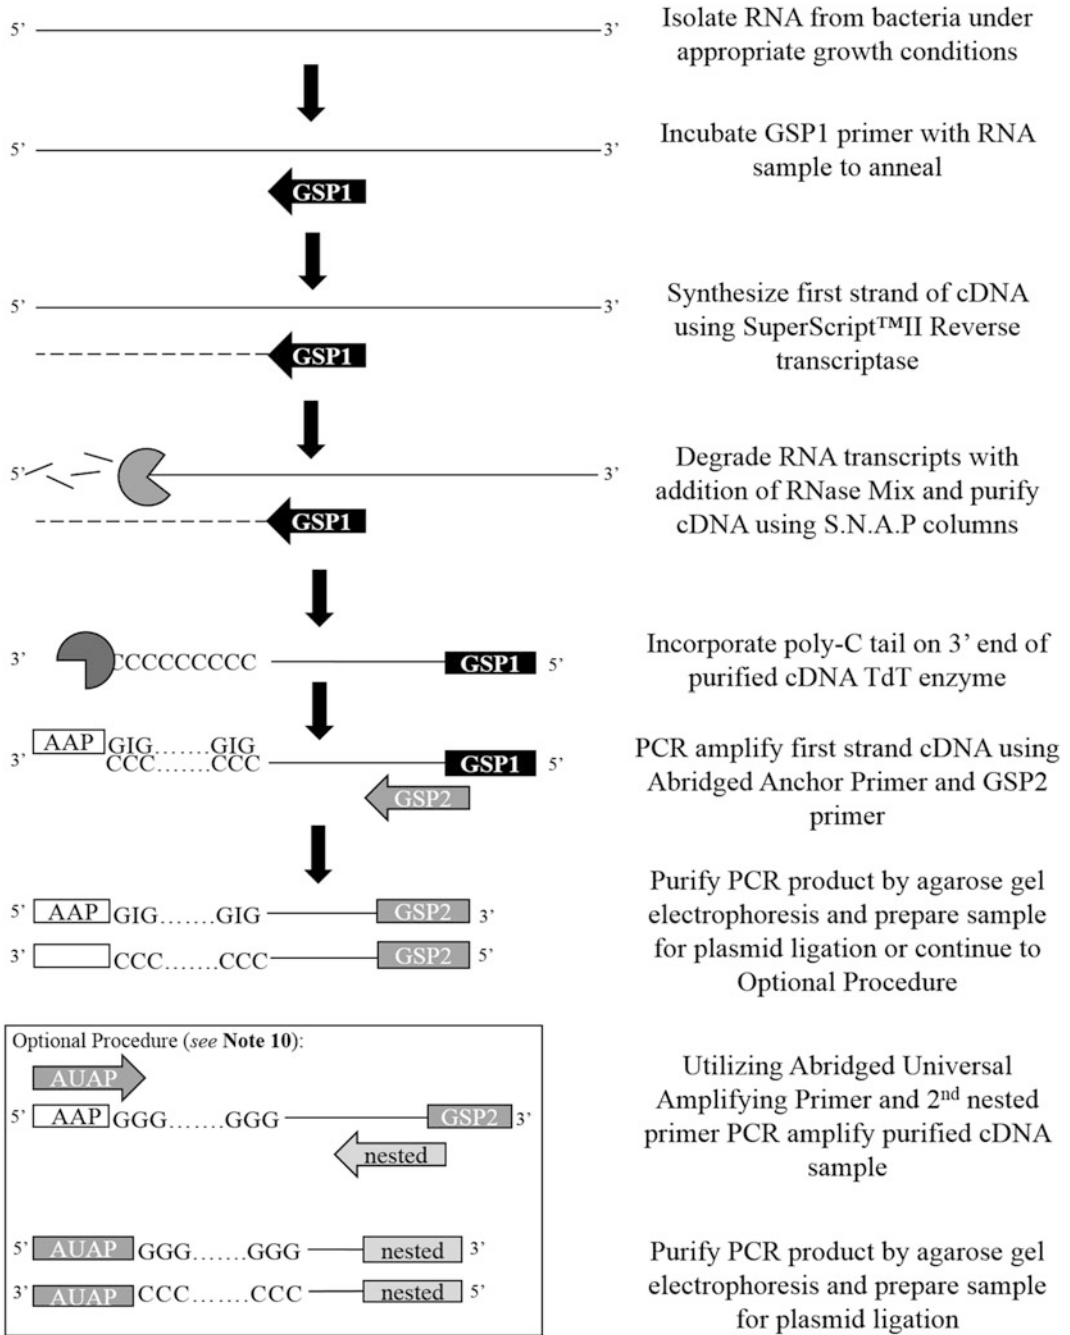 5’ 3’ Isolate RNA from bacteria under
appropriate growth conditions
5’ 3’ Incubate GSP1 primer with RNA
sample to anneal
GSP1
5’ 3’ Synthesize first strand of cDNA
using SuperScript™II Reverse
transcriptase
GSP1
5’ 3’ Degrade RNA transcripts with
addition of RNase Mix and purify
cDNA using S.N.A.P columns
GSP1
3’ CCCCCCCCCC GSP1 5’ Incorporate poly-C tail on 3’ end of
purified cDNA TdT enzyme
AAP GIG.......GIG
3’ CCC.......CCC GSP1 5’ PCR amplify first strand cDNA using
Abridged Anchor Primer and GSP2
primer
GSP2
5’ AAP GIG.......GIG GSP2 3’ Purify PCR product by agarose gel
electrophoresis and prepare sample
3’ CCC.......CCC GSP2 5’ for plasmid ligation or continue to
Optional Procedure
Optional Procedure (see Note 10):
AUAP Utilizing Abridged Universal
Amplifying Primer and 2nd nested
5’ AAP GGG.......GGG GSP2 3’ primer PCR amplify purified cDNA
sample
nested
5’ AUAP GGG.......GGG nested 3’ Purify PCR product by agarose gel
electrophoresis and prepare sample
3’ AUAP CCC.......CCC nested 5’ for plasmid ligation